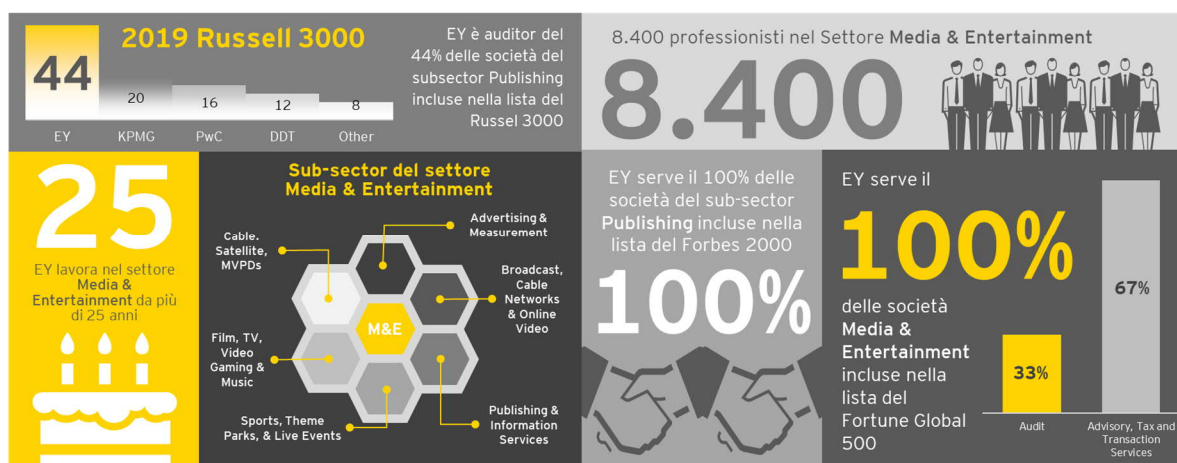 2019 Russell 3000
44
20
16
12
8
EY
KPMG
PwC
DDT
Other
EY è auditor del
44% delle società del
subsector Publishing
incluse nella lista del
Russel 3000
8.400 professionisti nel Settore Media & Entertainment
8.400
25
EY lavora nel settore
Media &
Entertainment da più
di 25 anni
Sub-sector del settore
Media & Entertainment
Advertising &
Measurement
Cable.
Satellite,
MVPDs
Broadcast,
Cable
Networks
& Online
Video
M&E
Film, TV,
Video
Gaming &
Music
Sports, Theme
Parks, & Live Events
Publishing &
Information
Services
EY serve il 100% delle
società del sub-sector
Publishing incluse nella
lista del Forbes 2000
100%
EY serve il
100%
delle società
Media &
Entertainment
incluse nella
lista del
Fortune Global
500
33%
67%
Audit
Advisory, Tax and
Transaction
Services